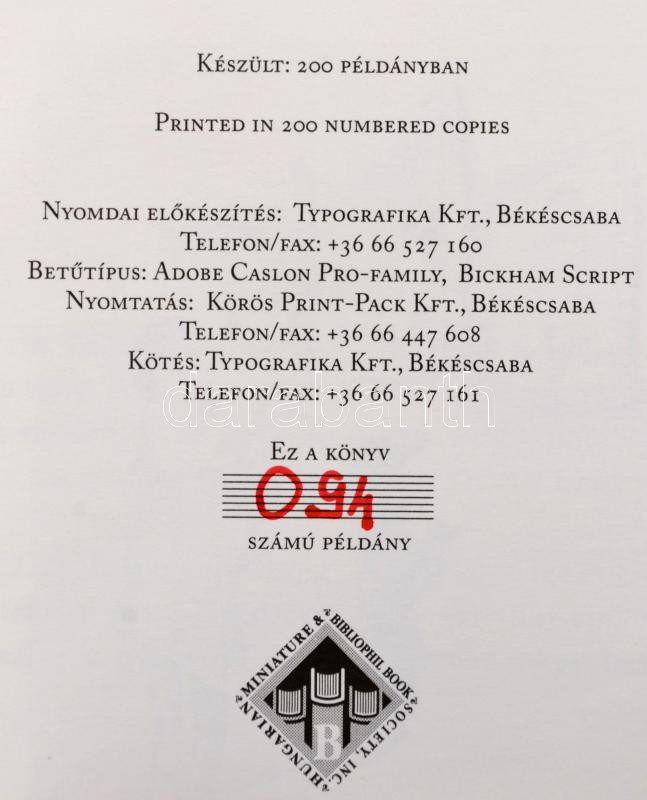 Készült: 200 példányban
Printed in 200 numbered copies
Nyomdai előkészítés: Typografika Kft., Békéscsaba
Telefon/fax: +36 66 527 160
Betűtípus: Adobe Caslon Pro-family, Bickham Script
Nyomtatás: Körös Print-Pack Kft., Békéscsaba
Telefon/fax: +36 66 447 608
Kötés: Typografika Kft., Békéscsaba
Telefon/fax: +36 66 527 161
darabanth
Ez a könyv
094
számú példány
HUNGARIAN MINIATURE & BIBLIOPHIL BOOK SOCIETY, INC.
B